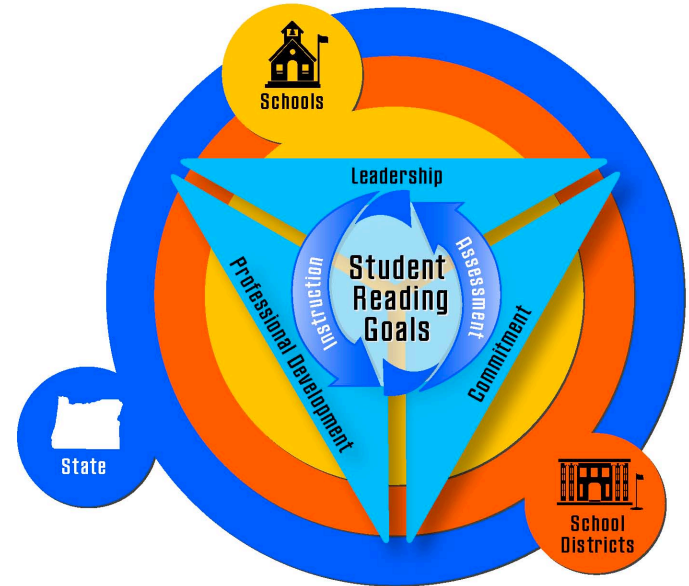 Schools
Leadership
Professional Development
Instruction
Student
Reading
Goals
Assessment
Commitment
State
School
Districts